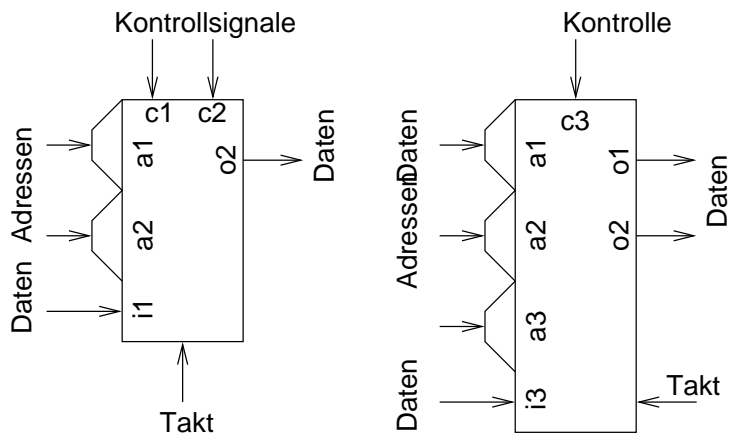 Kontrollsignale
c1 c2
Adressen
a1
a2
o2
Daten
Daten
i1
Takt
Kontrolle
c3
Daten
Adressen
a1
a2
a3
o1
o2
Daten
Daten
i3
Takt